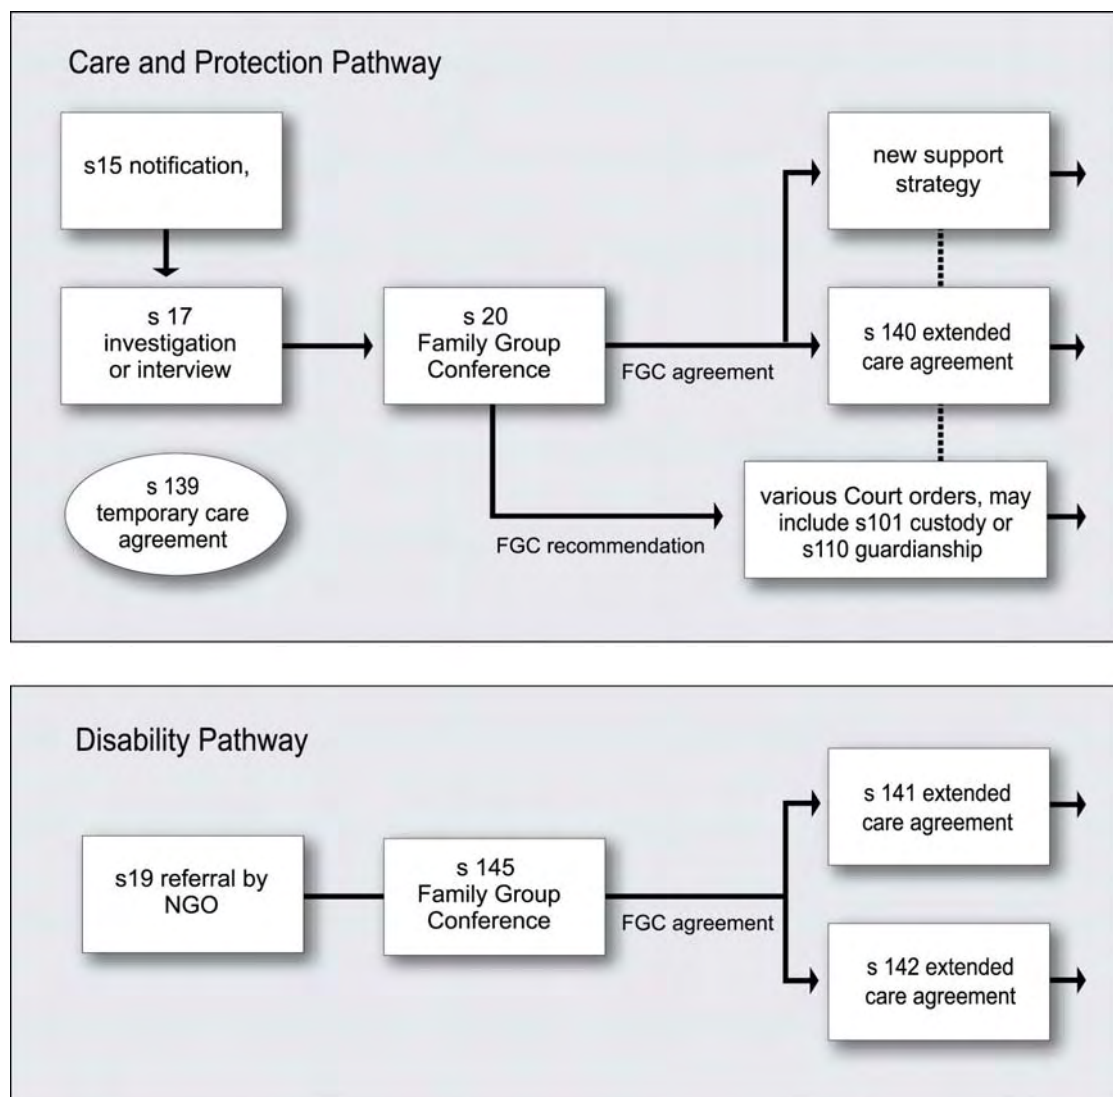 Care and Protection Pathway
s15 notification,
new support
strategy
s 17
investigation
or interview
s 20
Family Group
Conference
FGC agreement
s 140 extended
care agreement
s 139
temporary care
agreement
FGC recommendation
various Court orders, may
include s101 custody or
s110 guardianship
Disability Pathway
s19 referral by
NGO
s 145
Family Group
Conference
FGC agreement
s 141 extended
care agreement
s 142 extended
care agreement